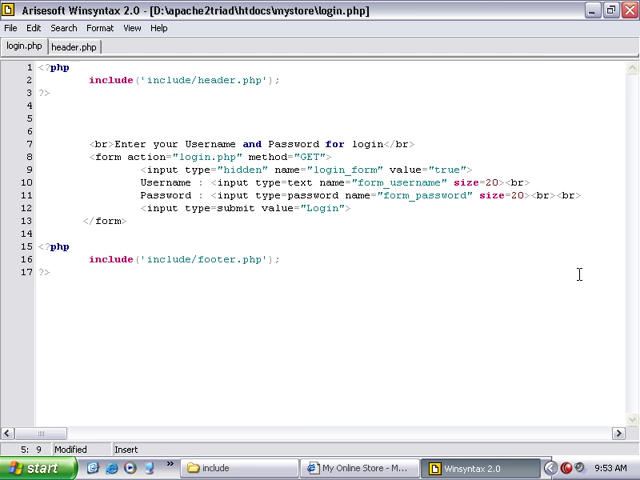 Arisesoft Winsyntax 2.0 - [D:\apache2triad\htdocs\mystore\login.php]
File Edit Search Format View Help
login.php header.php
1 <?php
2 include('include/header.php');
3 ?>
4
5
6
7 <br>Enter your Username and Password for login</br>
8 <form action="login.php" method="GET">
9 <input type="hidden" name="login_form" value="true">
10 Username : <input type=text name="form_username" size=20><br>
11 Password : <input type=password name="form_password" size=20><br><br>
12 <input type=submit value="Login">
13 </form>
14
15 <?php
16 include('include/footer.php');
17 ?>
5: 9 Modified Insert
start » include My Online Store - M... Winsyntax 2.0 9:53 AM